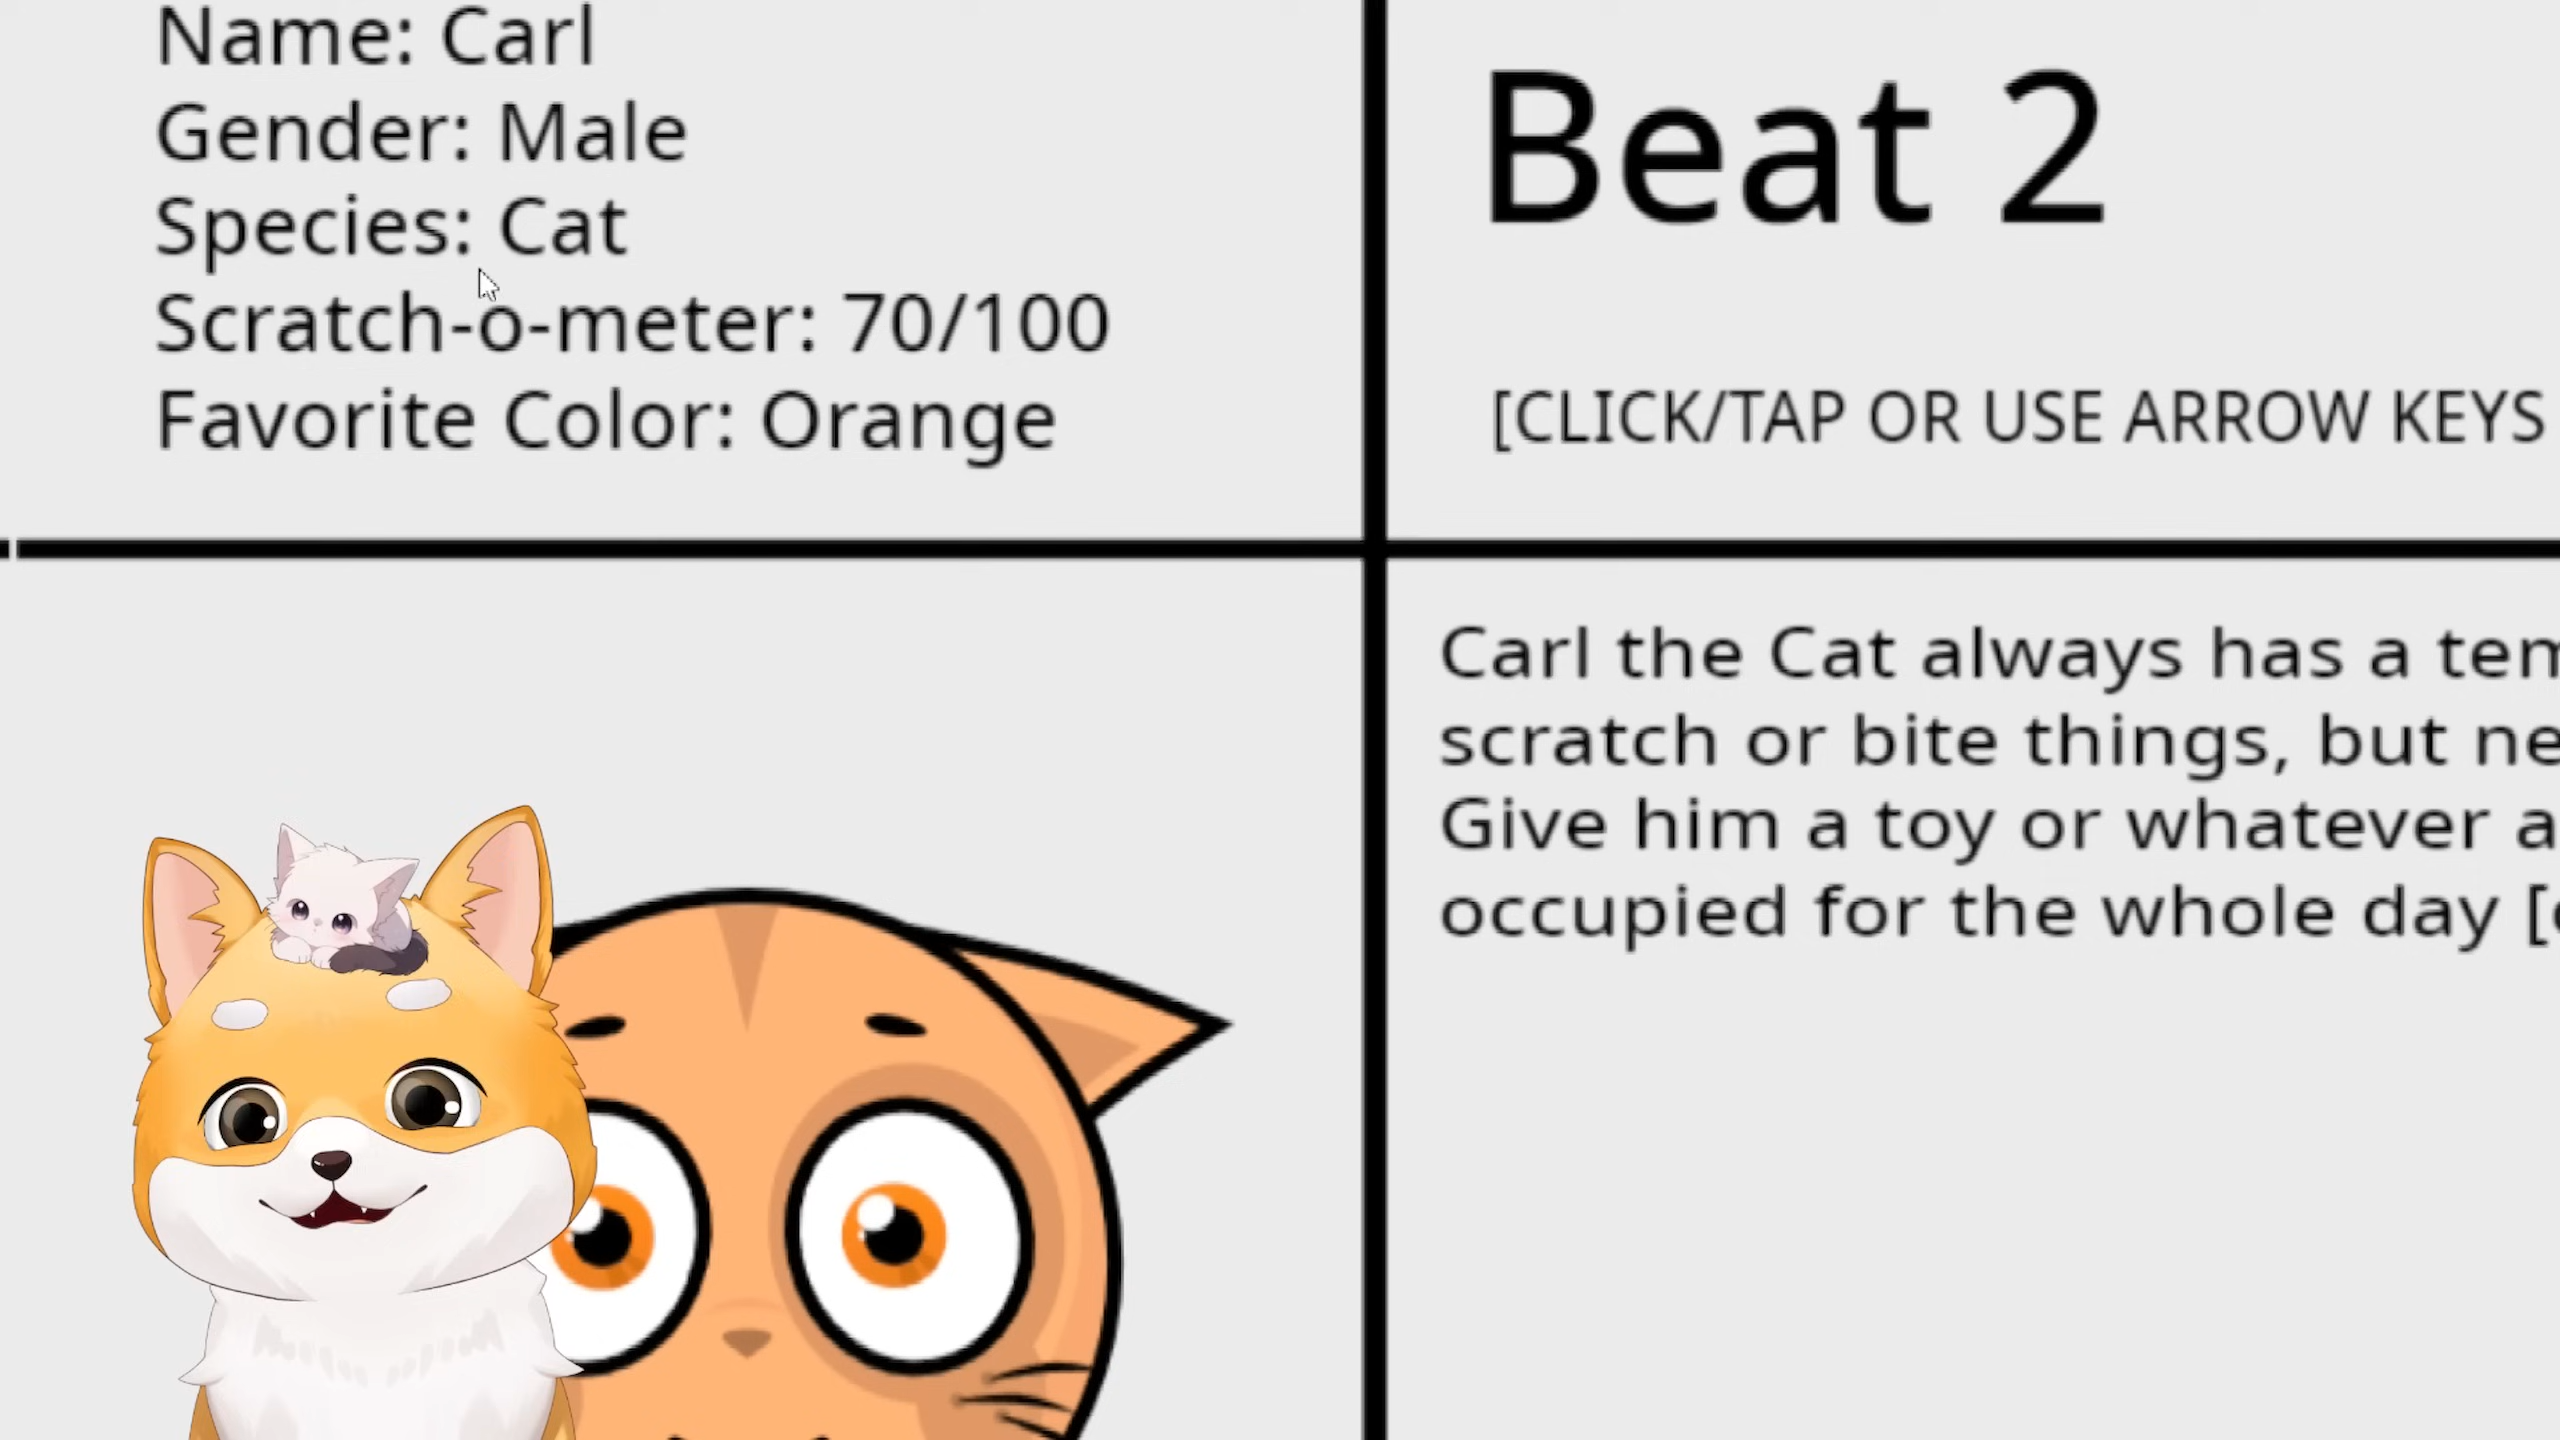 Name: Carl
Gender: Male
Species: Cat
Scratch-o-meter: 70/100
Favorite Color: Orange
Beat 2
[CLICK/TAP OR USE ARROW KEYS
Carl the Cat always has a
scratch or bite things, but
Give him a toy or whatever
occupied for the whole day